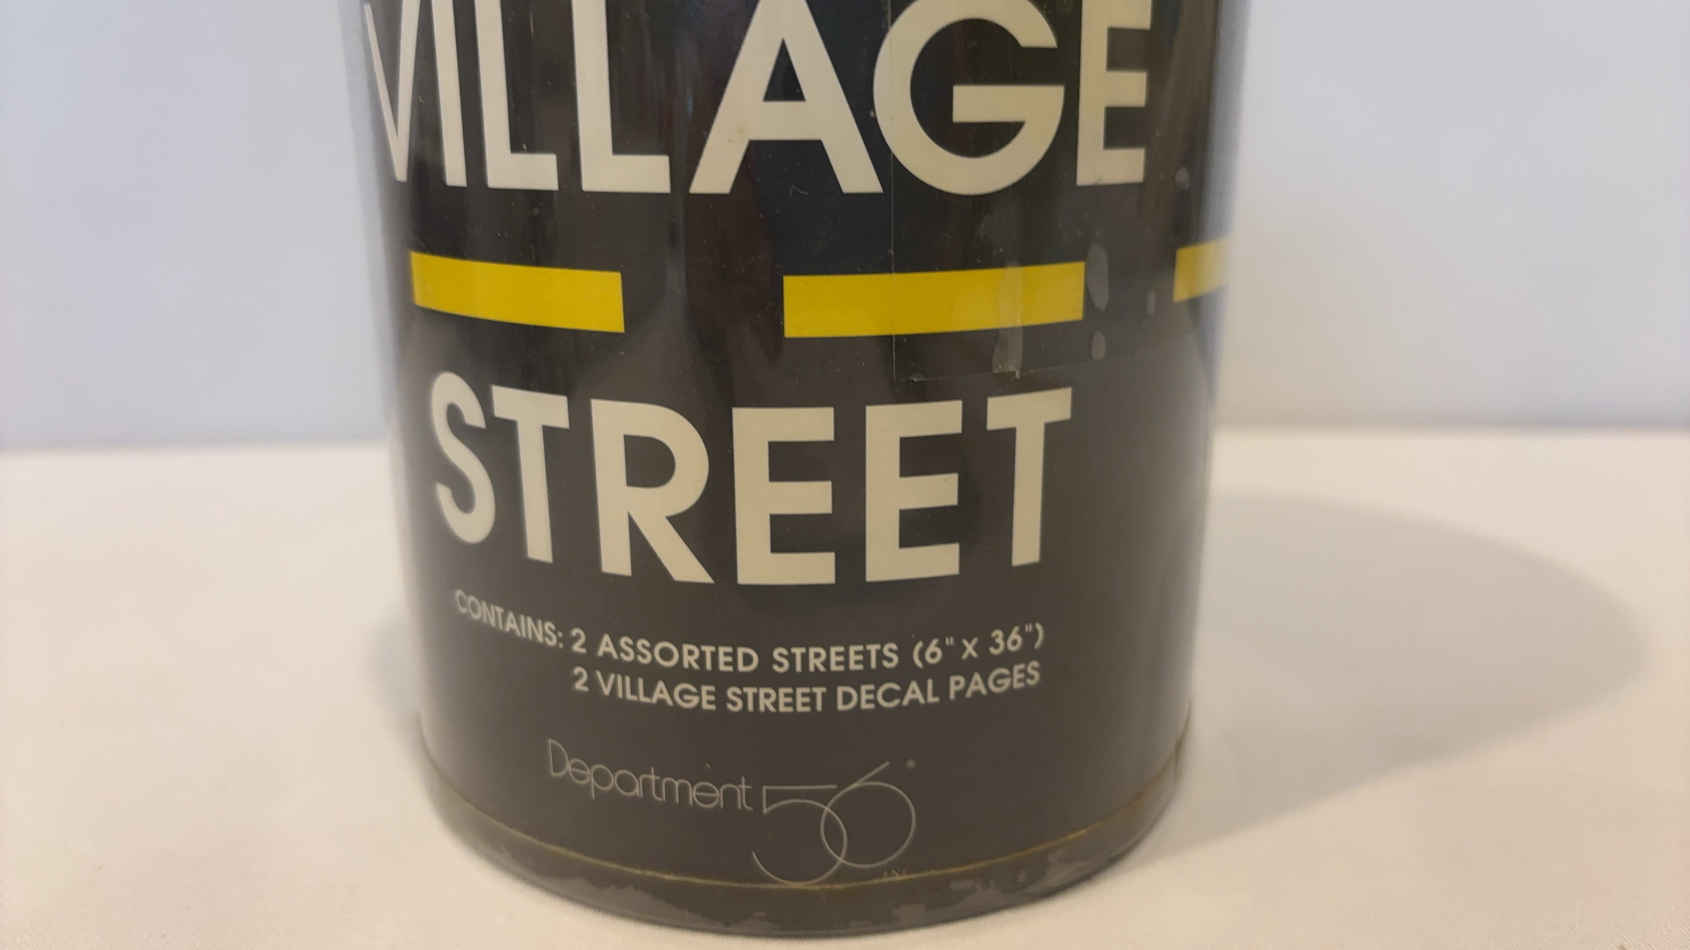 VILLAGE
STREET
CONTAINS: 2 ASSORTED STREETS (6" X 36")
2 VILLAGE STREET DECAL PAGES
Department 56